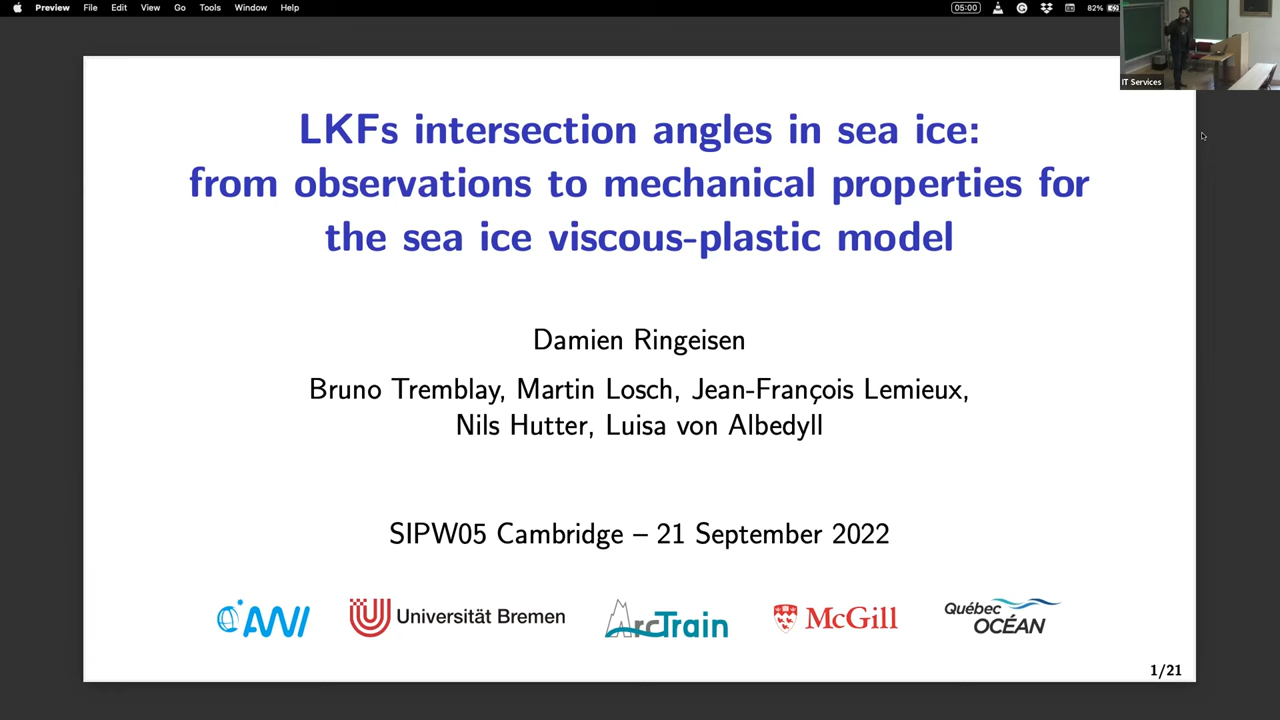 Preview File Edit View Go Tools Window Help 05:00 82%
IT Services
LKFs intersection angles in sea ice:
from observations to mechanical properties for
the sea ice viscous-plastic model
Damien Ringeisen
Bruno Tremblay, Martin Losch, Jean-François Lemieux,
Nils Hutter, Luisa von Albedyll
SIPW05 Cambridge – 21 September 2022
AWI Universität Bremen ArcTrain McGill Québec OCÉAN
1/21